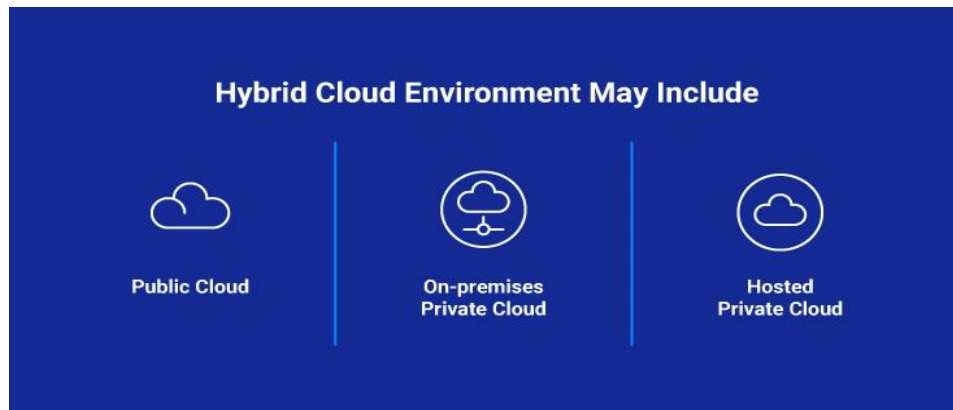 Hybrid Cloud Environment May Include
Public Cloud
On-premises
Private Cloud
Hosted
Private Cloud